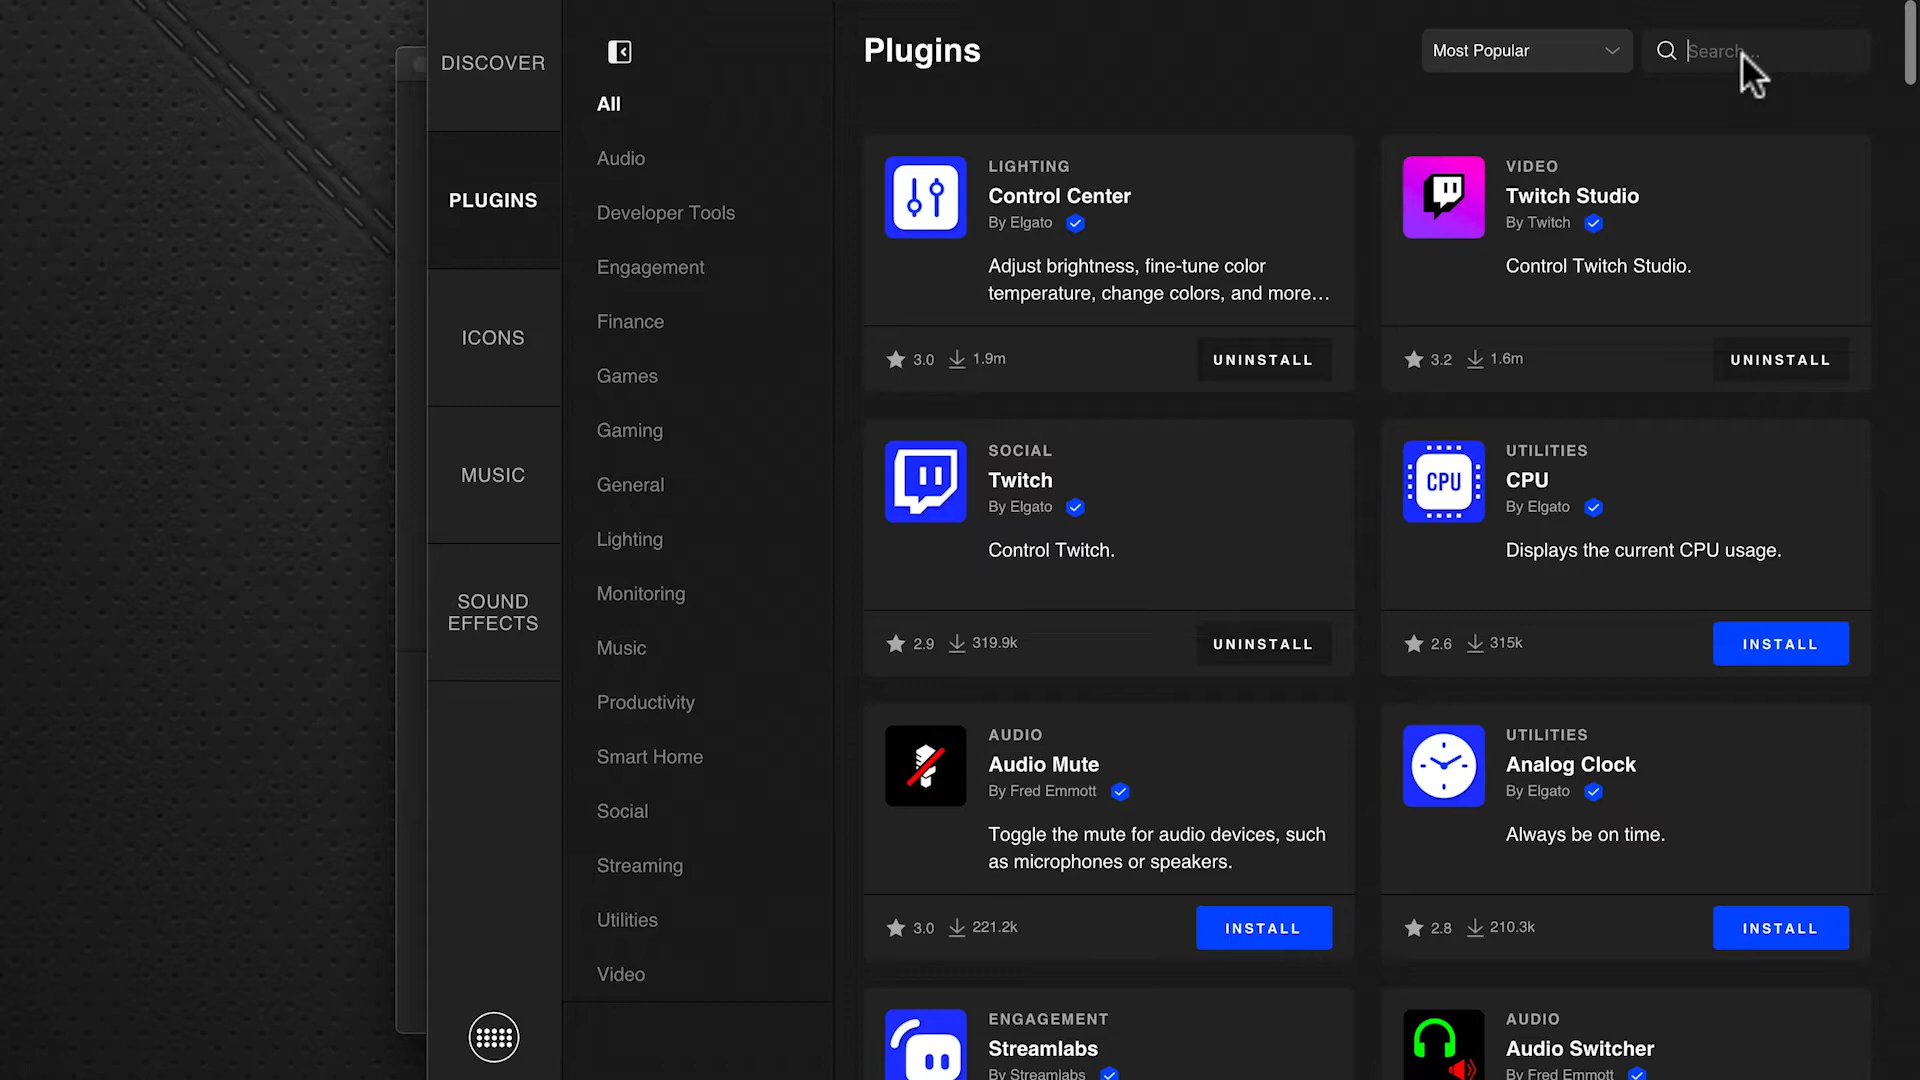 DISCOVER
PLUGINS
ICONS
MUSIC
SOUND
EFFECTS
All
Audio
Developer Tools
Engagement
Finance
Games
Gaming
General
Lighting
Monitoring
Music
Productivity
Smart Home
Social
Streaming
Utilities
Video
Plugins
Most Popular
Search...
LIGHTING
Control Center
By Elgato
Adjust brightness, fine-tune color
temperature, change colors, and more...
3.0 1.9m
UNINSTALL
VIDEO
Twitch Studio
By Twitch
Control Twitch Studio.
3.2 1.6m
UNINSTALL
SOCIAL
Twitch
By Elgato
Control Twitch.
2.9 319.9k
UNINSTALL
CPU
UTILITIES
CPU
By Elgato
Displays the current CPU usage.
2.6 315k
INSTALL
AUDIO
Audio Mute
By Fred Emmott
Toggle the mute for audio devices, such
as microphones or speakers.
3.0 221.2k
INSTALL
UTILITIES
Analog Clock
By Elgato
Always be on time.
2.8 210.3k
INSTALL
ENGAGEMENT
Streamlabs
By Streamlabs
AUDIO
Audio Switcher
By Fred Emmott